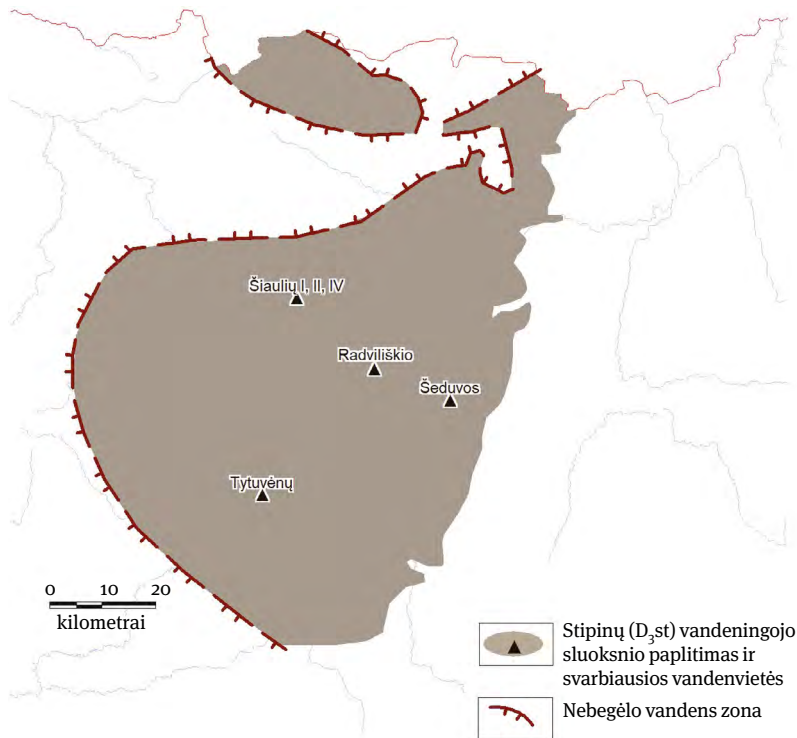 Šiaulių I, II, IV
Radviliškio
Šeduvos
Tytuvėnų
0 10 20
kilometrai
Stipinų (D₃st) vandeningojo
sluoksnio paplitimas ir
svarbiausios vandenvietės
Nebegėlo vandens zona